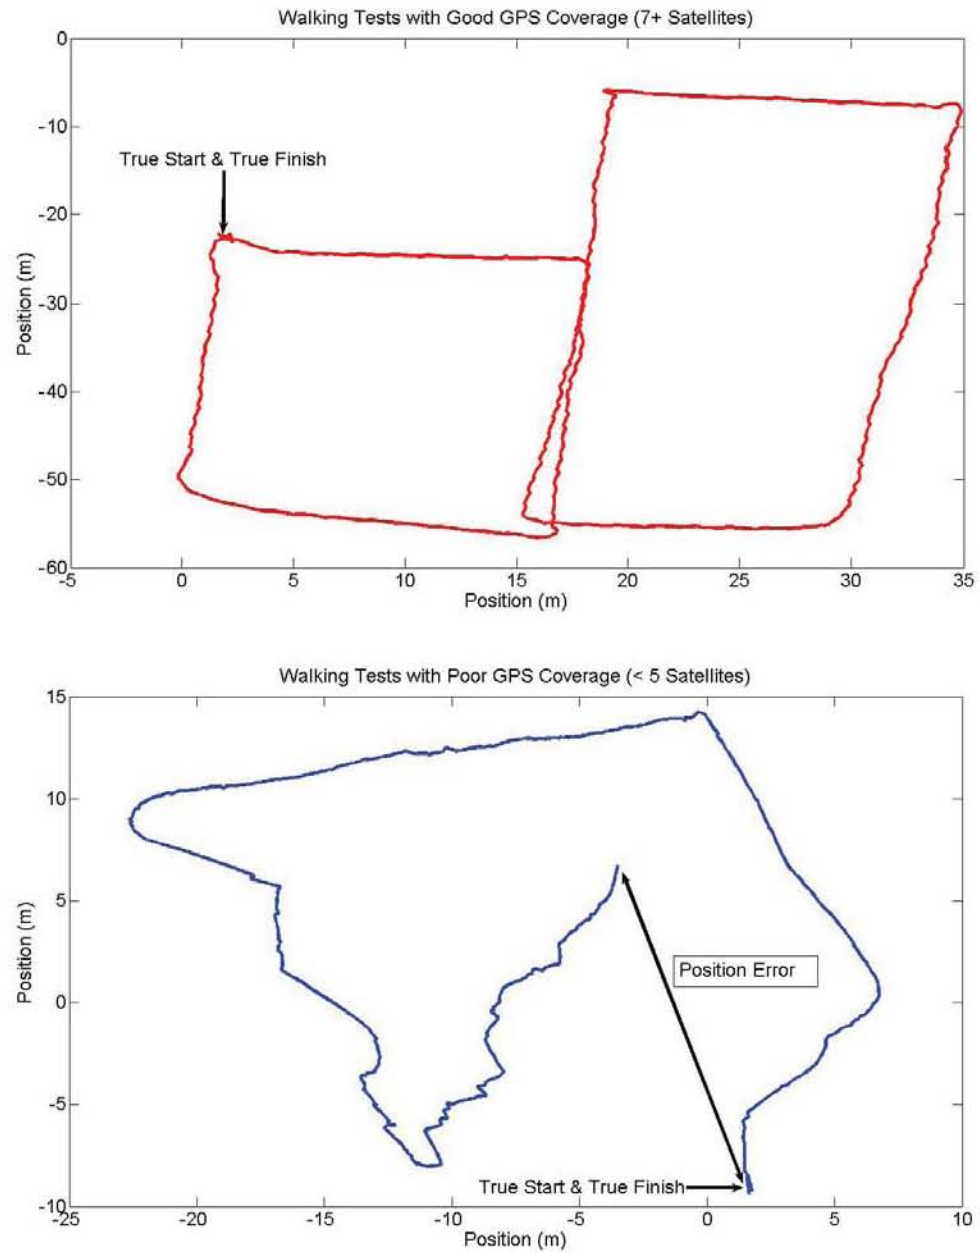 Walking Tests with Good GPS Coverage (7+ Satellites)
0
-10
True Start & True Finish
-20
Position (m)
-30
-40
-50
-60
-5 0 5 10 15 20 25 30 35
Position (m)
Walking Tests with Poor GPS Coverage (< 5 Satellites)
15
10
5
Position Error
Position (m)
0
-5
True Start & True Finish
-10
-25 -20 -15 -10 -5 0 5 10
Position (m)